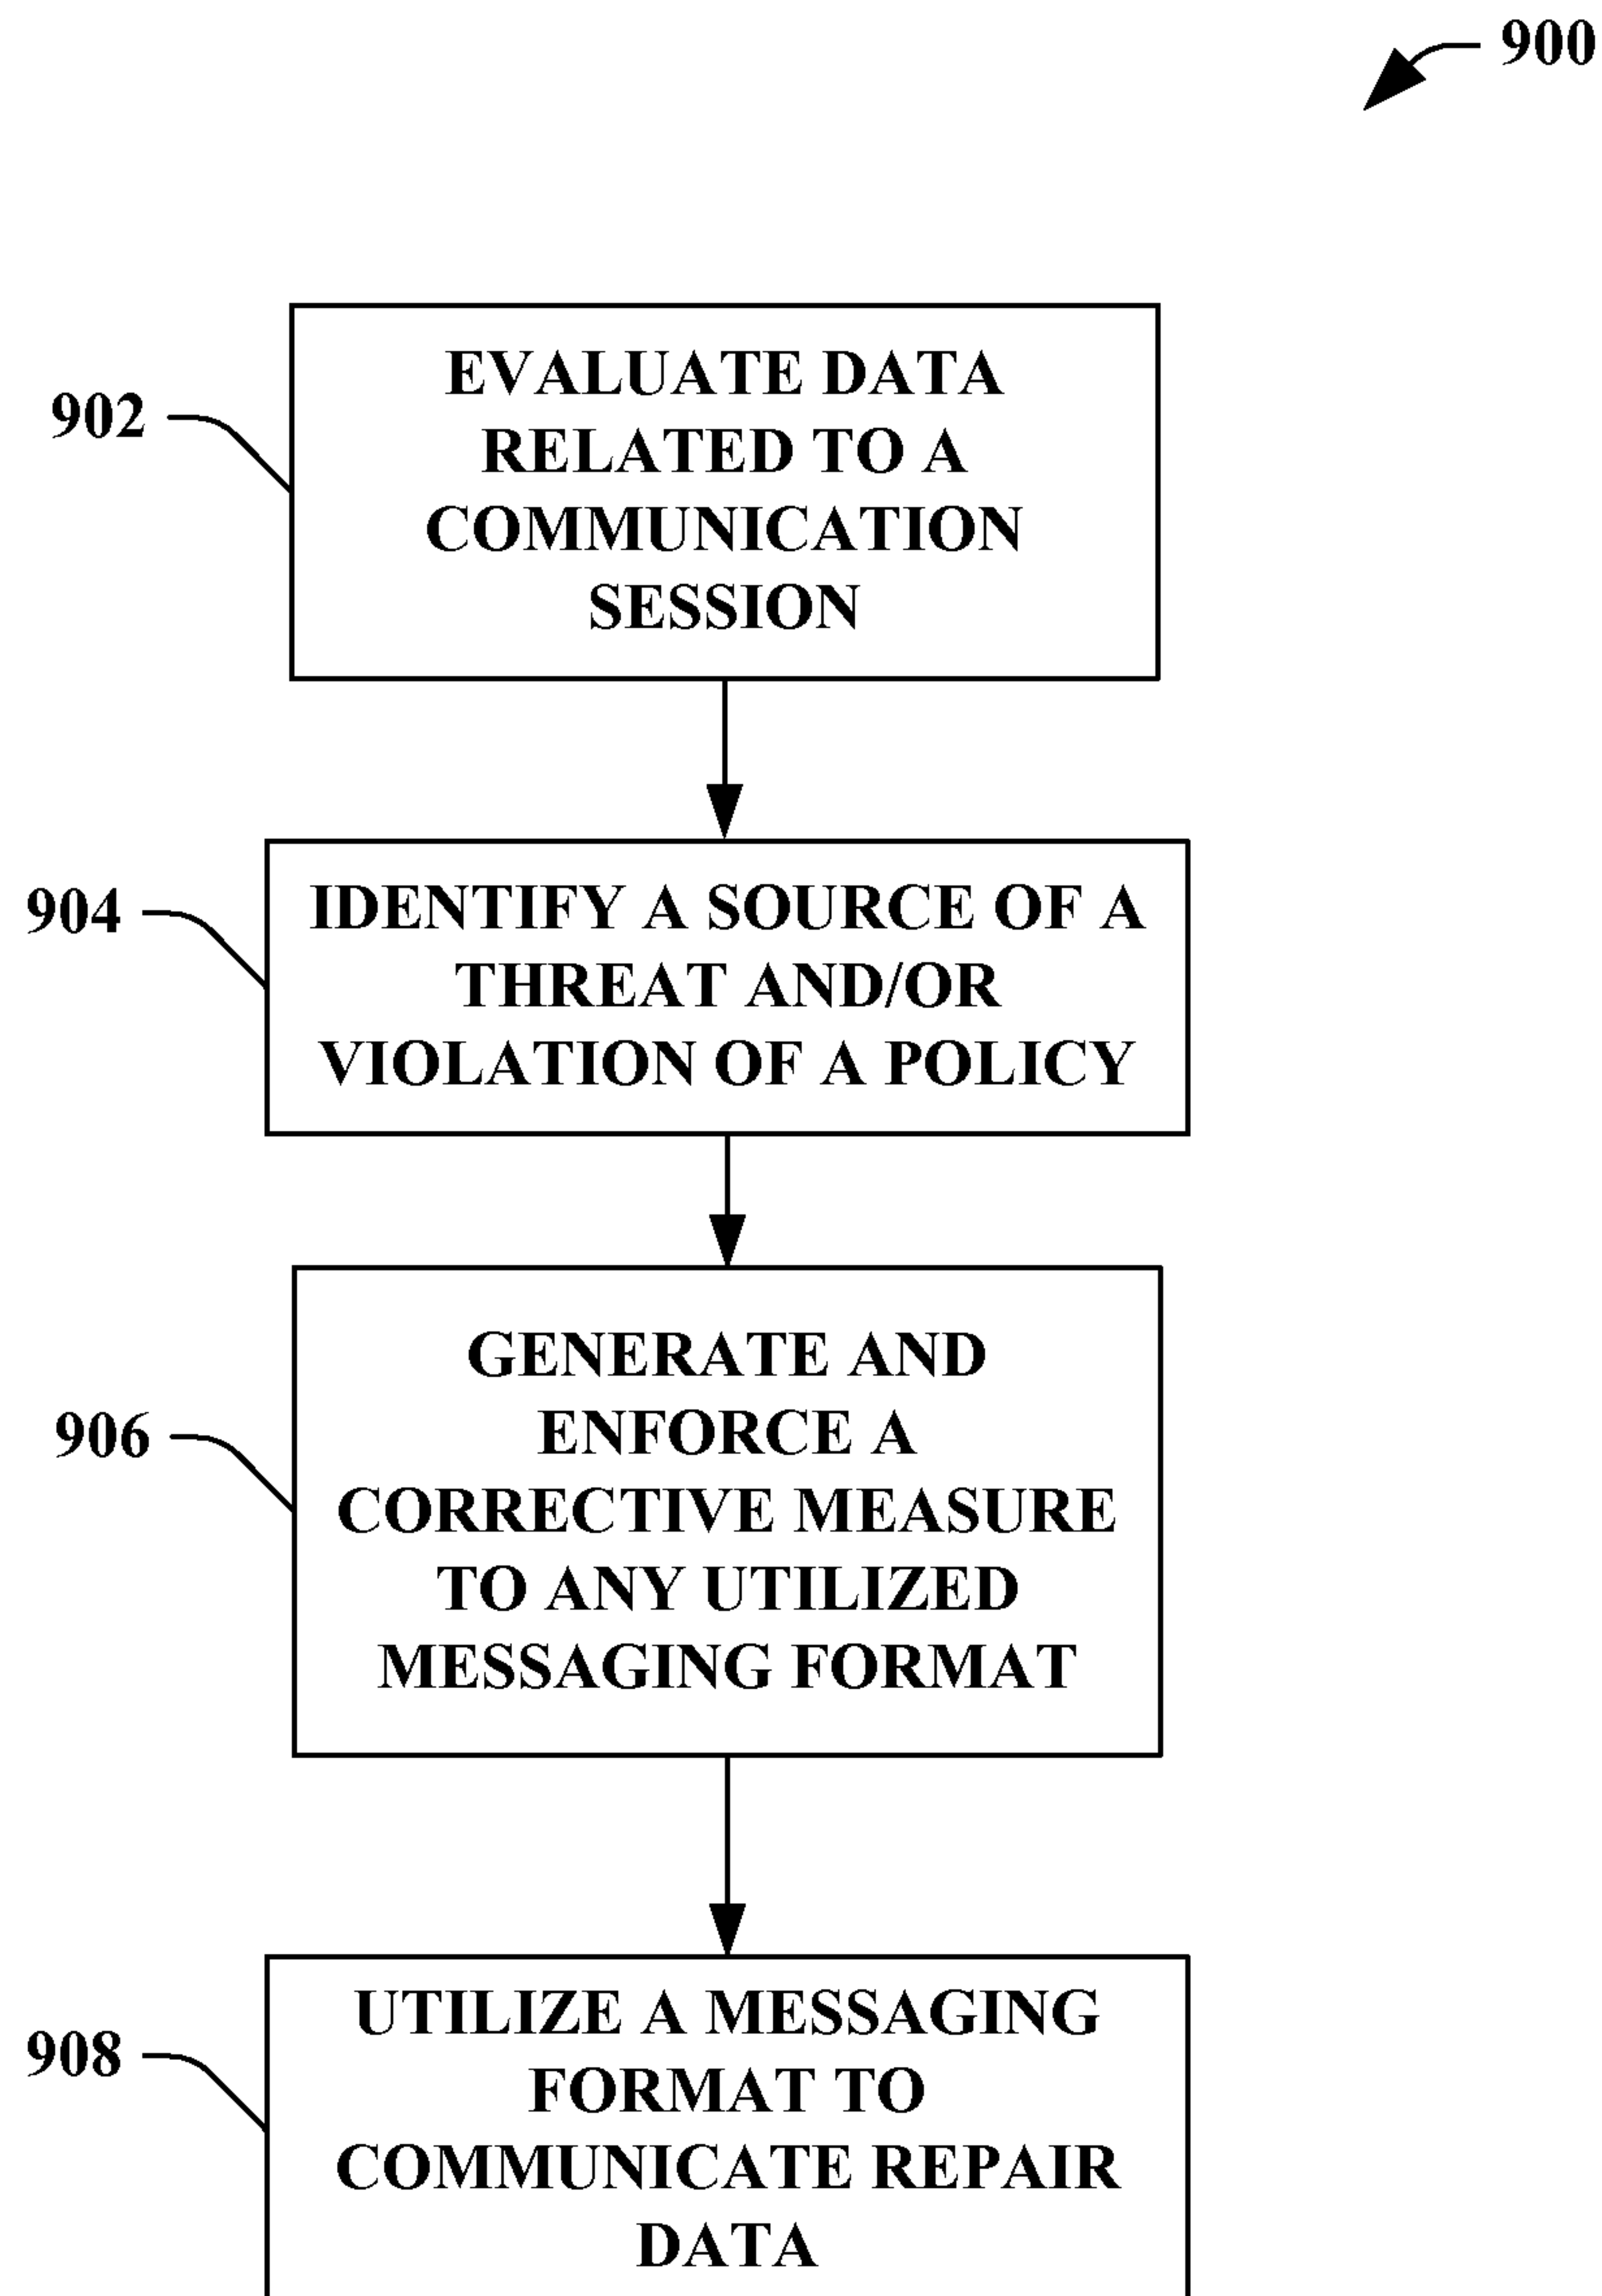 900
902
EVALUATE DATA
RELATED TO A
COMMUNICATION
SESSION
904
IDENTIFY A SOURCE OF A
THREAT AND/OR
VIOLATION OF A POLICY
906
GENERATE AND
ENFORCE A
CORRECTIVE MEASURE
TO ANY UTILIZED
MESSAGING FORMAT
908
UTILIZE A MESSAGING
FORMAT TO
COMMUNICATE REPAIR
DATA